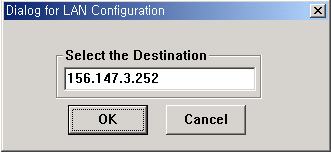 Dialog for LAN Configuration
Select the Destination
156.147.3.252
OK
Cancel